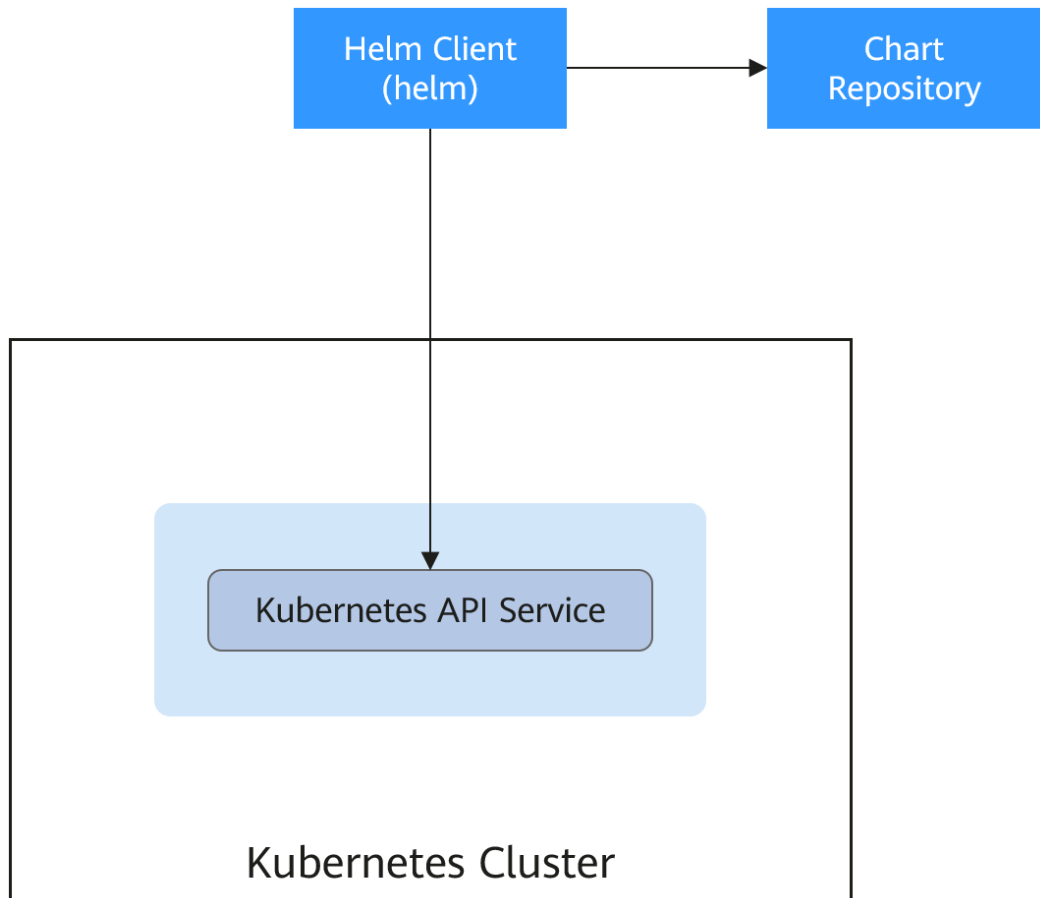 Helm Client
(helm)
Chart
Repository
Kubernetes API Service
Kubernetes Cluster